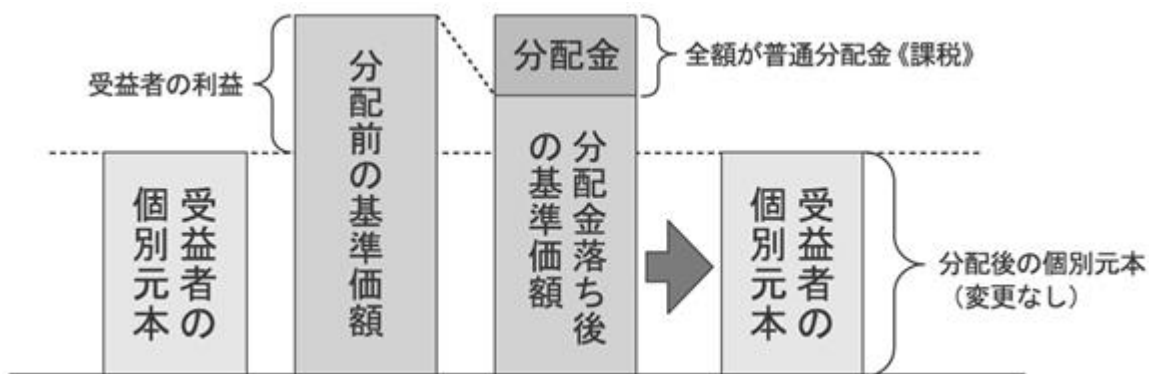 受益者の利益
受益者の
個別元本
分配前の基準価額
分配金
全額が普通分配金《課税》
分配金落ち後
の基準価額
受益者の
個別元本
分配後の個別元本
（変更なし）